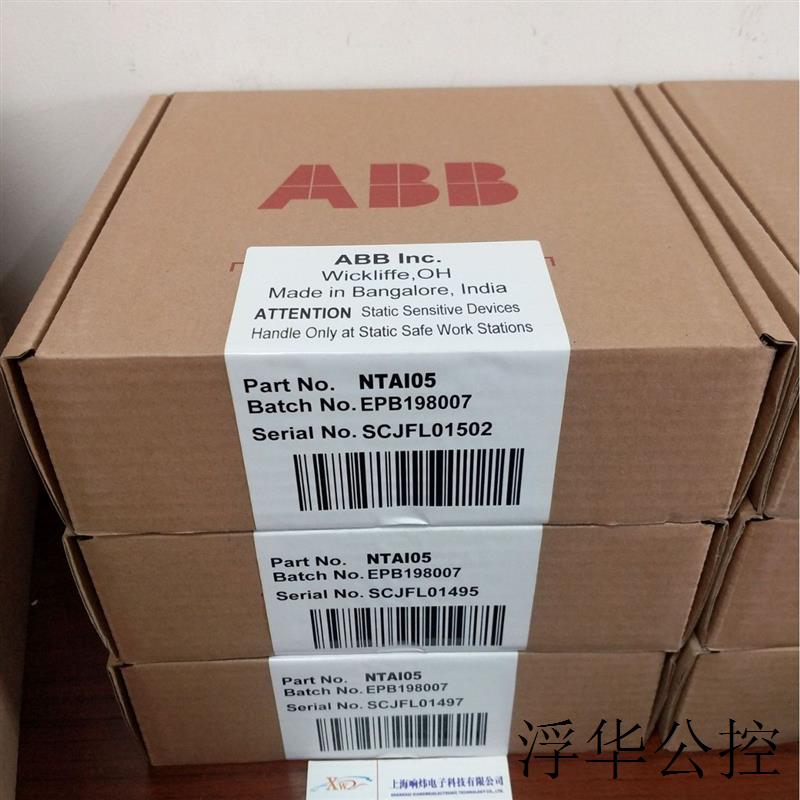 ABB
ABB Inc.
Wickliffe,OH
Made in Bangalore, India
ATTENTION Static Sensitive Devices
Handle Only at Static Safe Work Stations
Part No. NTAI05
Batch No. EPB198007
Serial No. SCJFL01502
Part No. NTAI05
Batch No. EPB198007
Serial No. SCJFL01495
Part No. NTAI05
Batch No. EPB198007
Serial No. SCJFL01497
浮华公控
XW
上海响炜电子科技有限公司